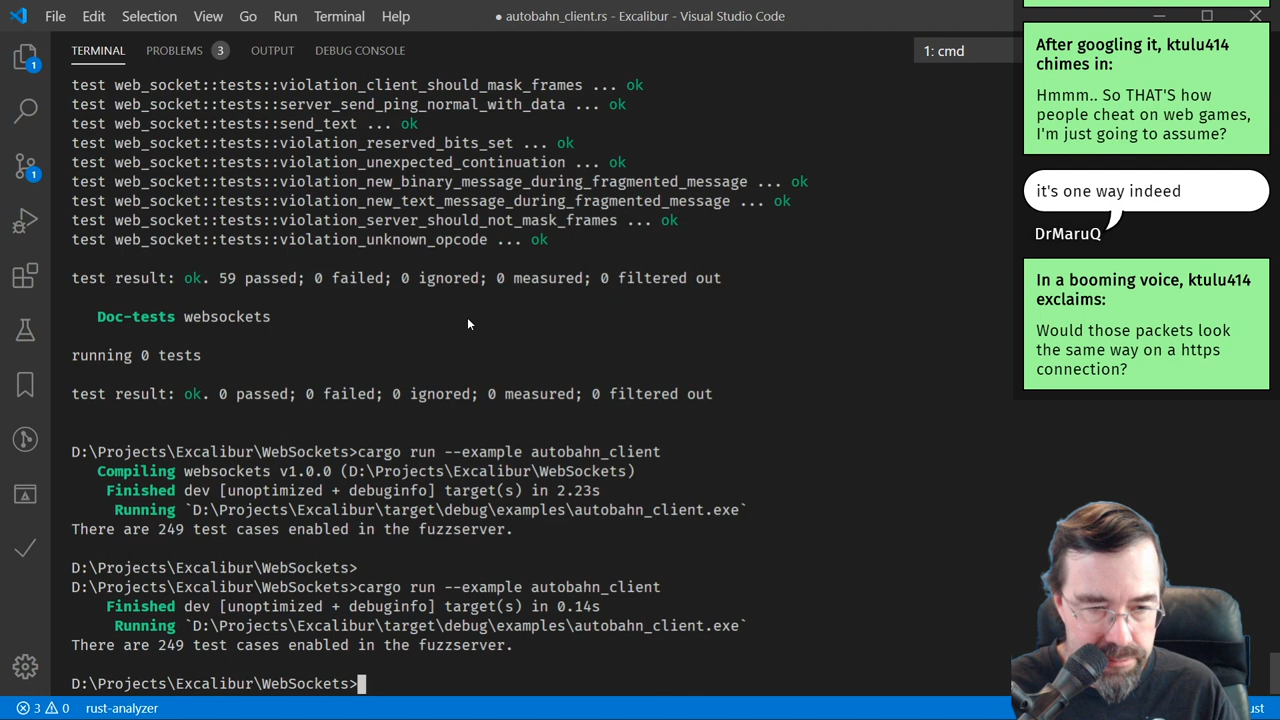 File Edit Selection View Go Run Terminal Help
● autobahn_client.rs - Excalibur - Visual Studio Code
TERMINAL PROBLEMS 3 OUTPUT DEBUG CONSOLE
1: cmd
test web_socket::tests::violation_client_should_mask_frames ... ok
test web_socket::tests::server_send_ping_normal_with_data ... ok
test web_socket::tests::send_text ... ok
test web_socket::tests::violation_reserved_bits_set ... ok
test web_socket::tests::violation_unexpected_continuation ... ok
test web_socket::tests::violation_new_binary_message_during_fragmented_message ... ok
test web_socket::tests::violation_new_text_message_during_fragmented_message ... ok
test web_socket::tests::violation_server_should_not_mask_frames ... ok
test web_socket::tests::violation_unknown_opcode ... ok
test result: ok. 59 passed; 0 failed; 0 ignored; 0 measured; 0 filtered out
Doc-tests websockets
running 0 tests
test result: ok. 0 passed; 0 failed; 0 ignored; 0 measured; 0 filtered out
D:\Projects\Excalibur\WebSockets>cargo run --example autobahn_client
Compiling websockets v1.0.0 (D:\Projects\Excalibur\WebSockets)
Finished dev [unoptimized + debuginfo] target(s) in 2.23s
Running `D:\Projects\Excalibur\target\debug\examples\autobahn_client.exe`
There are 249 test cases enabled in the fuzzserver.
D:\Projects\Excalibur\WebSockets>
D:\Projects\Excalibur\WebSockets>cargo run --example autobahn_client
Finished dev [unoptimized + debuginfo] target(s) in 0.14s
Running `D:\Projects\Excalibur\target\debug\examples\autobahn_client.exe`
There are 249 test cases enabled in the fuzzserver.
D:\Projects\Excalibur\WebSockets>
After googling it, ktulu414
chimes in:
Hmmm.. So THAT'S how
people cheat on web games,
I'm just going to assume?
it's one way indeed
DrMaruQ
In a booming voice, ktulu414
exclaims:
Would those packets look
the same way on a https
connection?
1
1
3 0 rust-analyzer